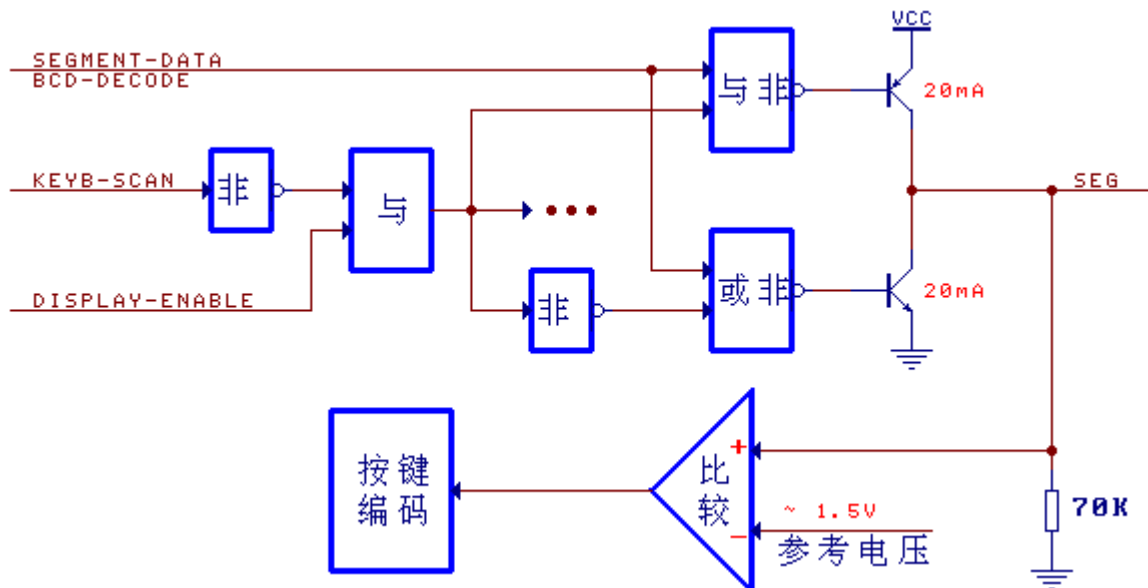 VCC
SEGMENT-DATA
BCD-DECODE
与非
20mA
KEYB-SCAN
非
与
SEG
DISPLAY-ENABLE
非
或非
20mA
按键
编码
比较
+
-
~ 1.5V
参考电压
70K